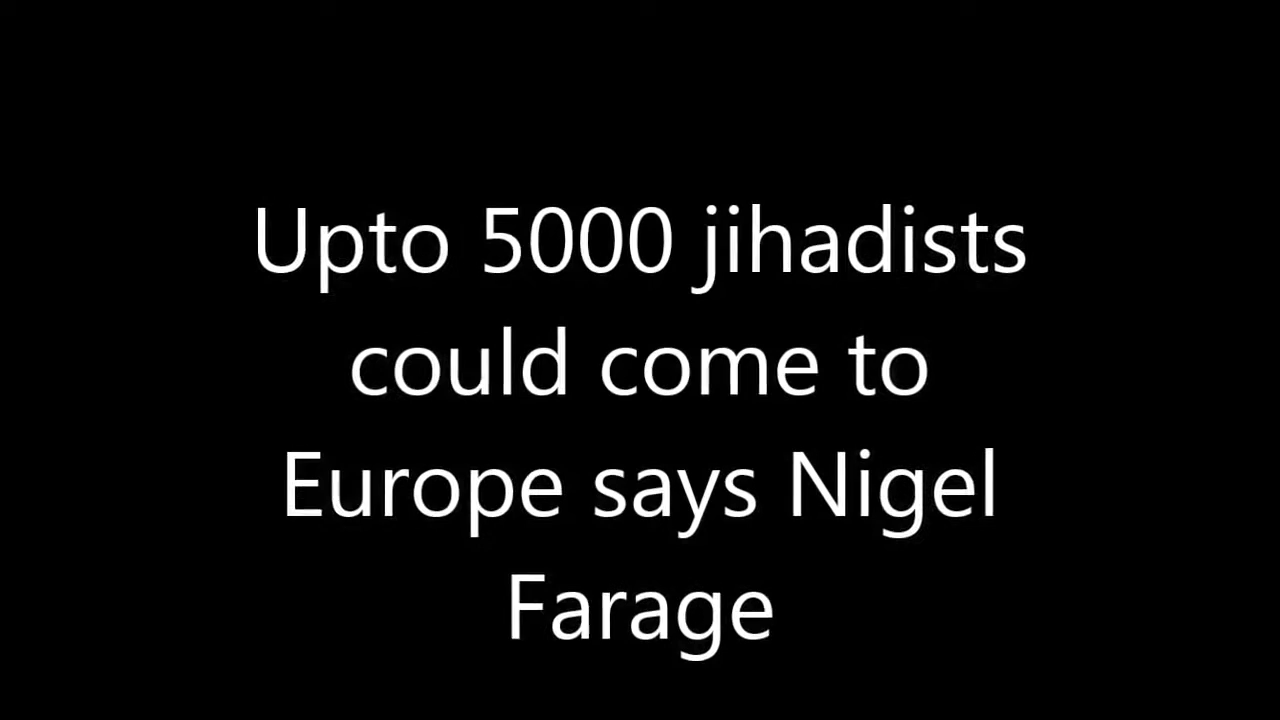 Upto 5000 jihadists
could come to
Europe says Nigel
Farage